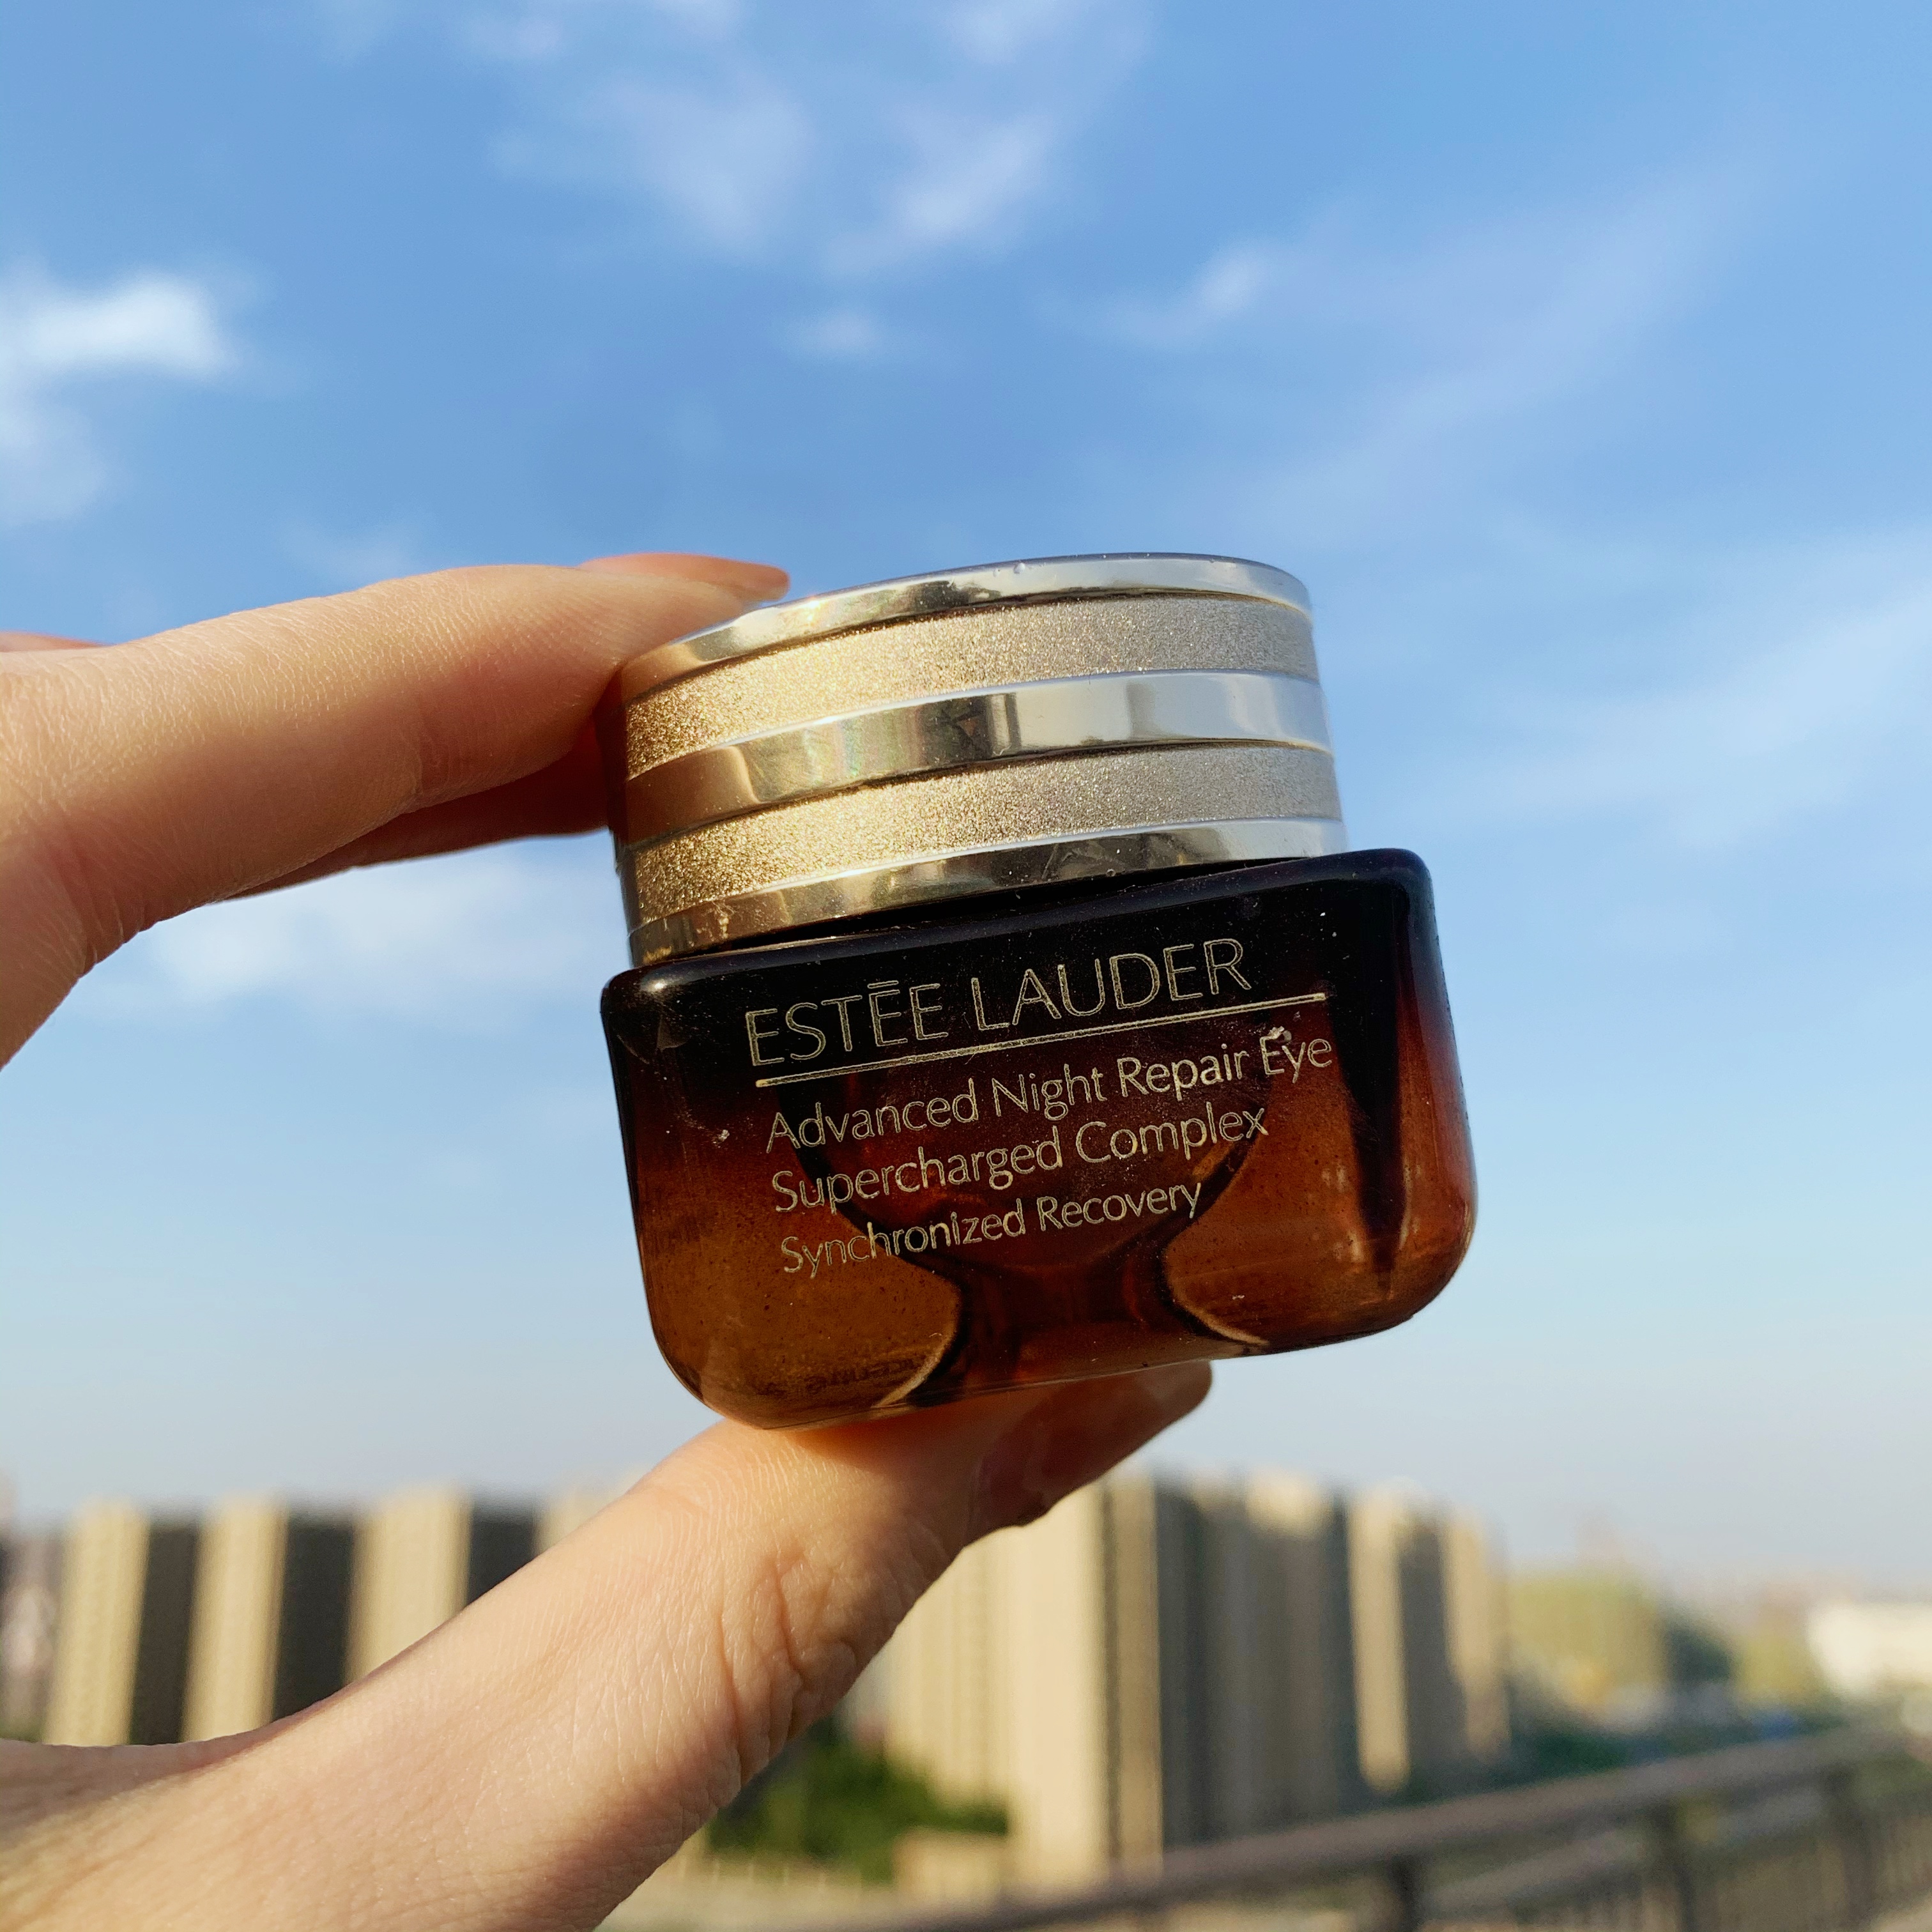 ESTĒE LAUDER
Advanced Night Repair Eye
Supercharged Complex
Synchronized Recovery